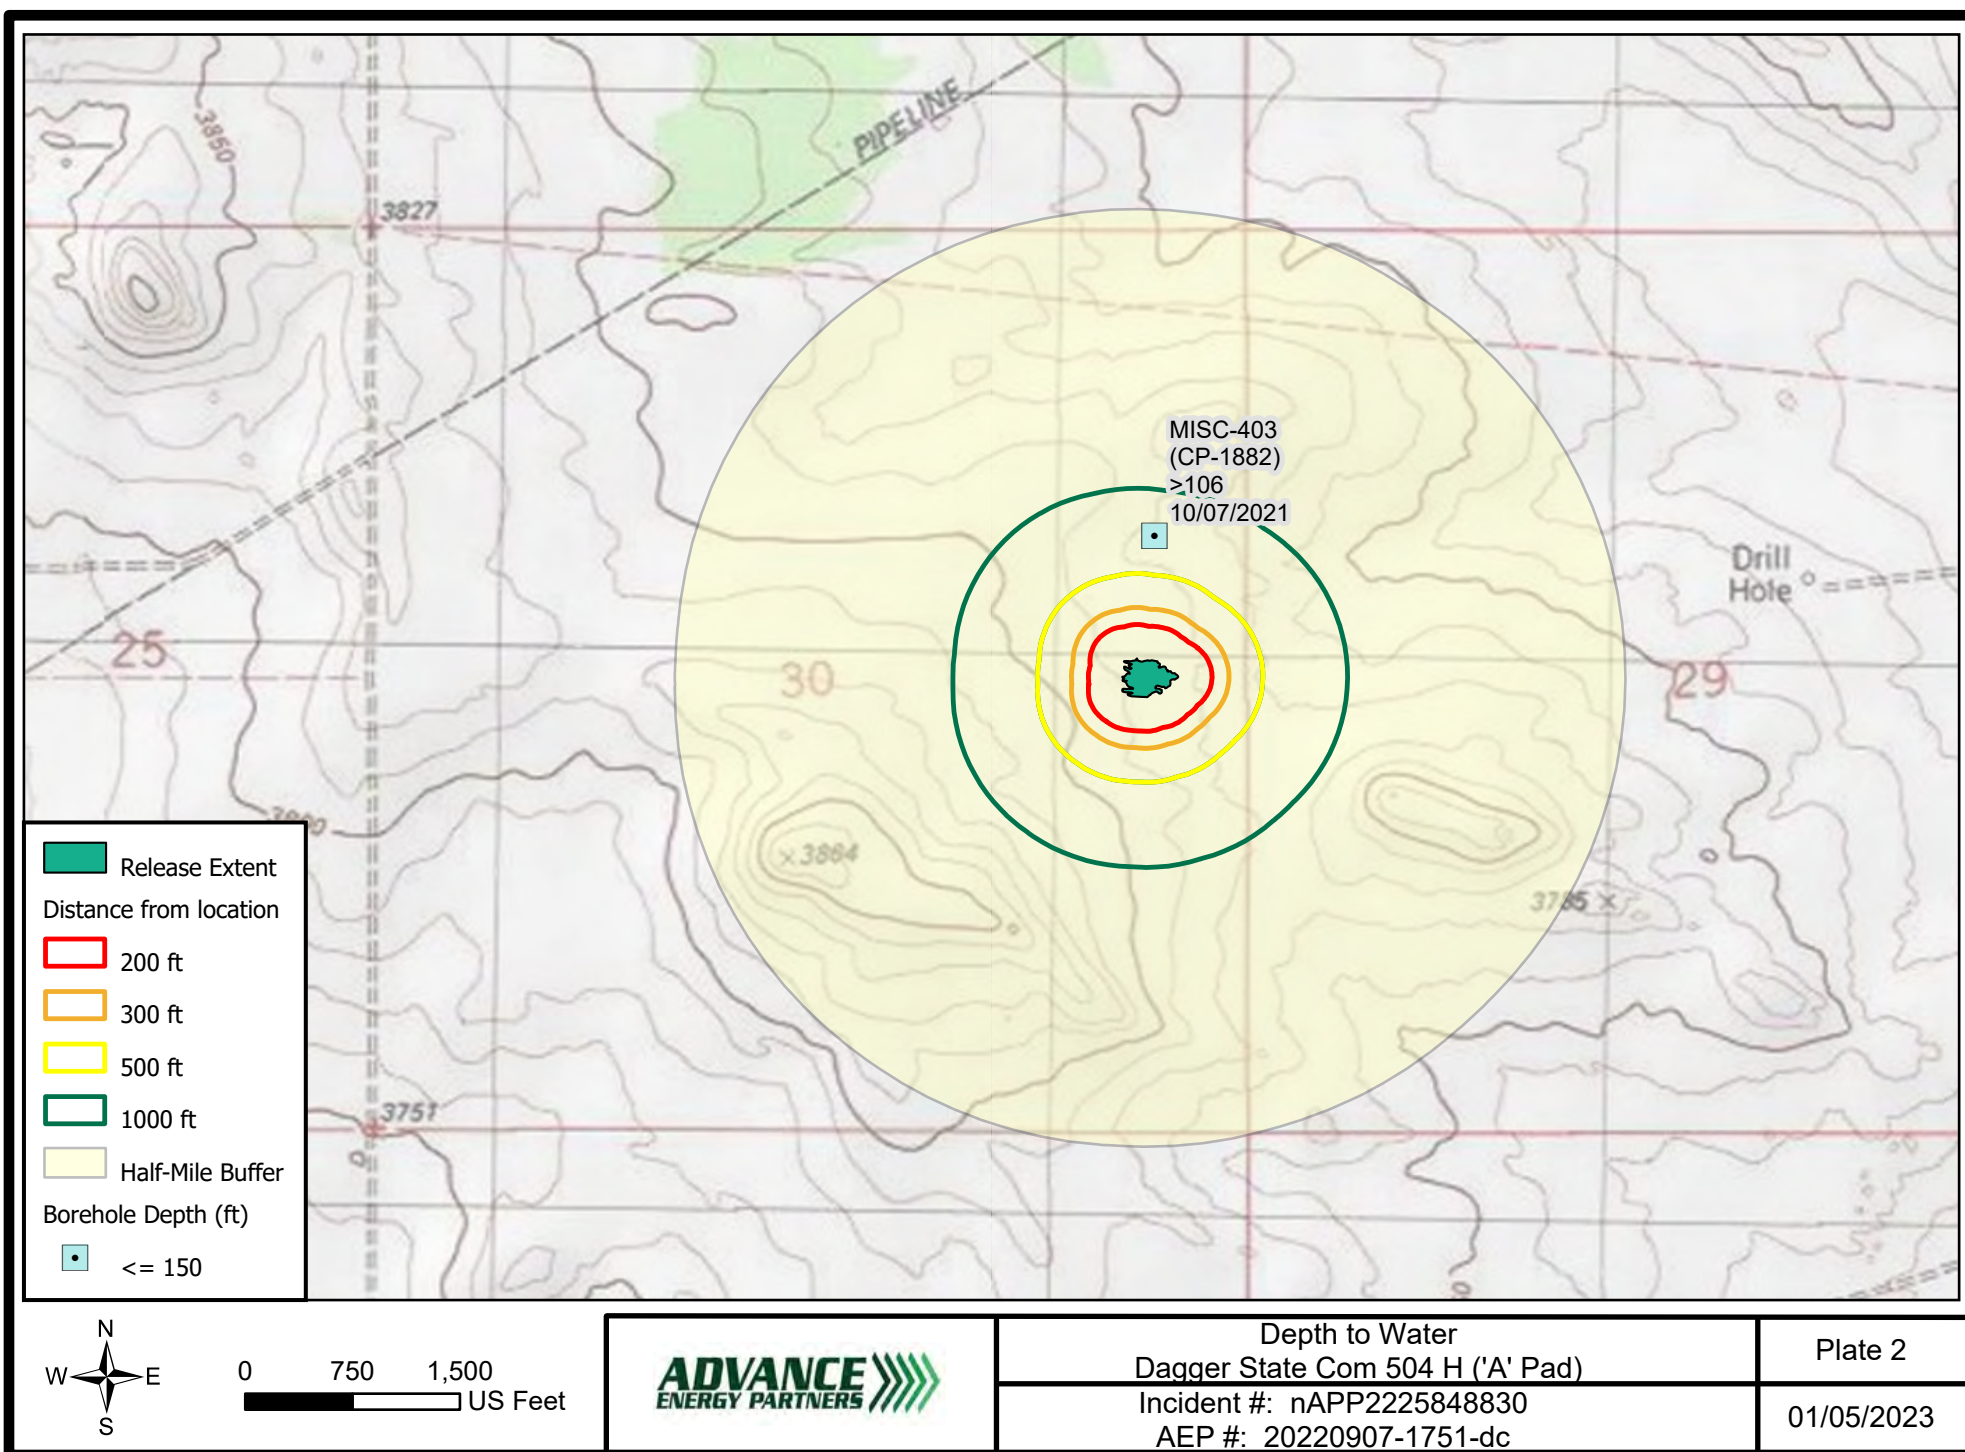 3850
PIPELINE
3827
MISC-403
(CP-1882)
>106
10/07/2021
Drill
Hole
25
30
29
3864
3785
3751
Release Extent
Distance from location
200 ft
300 ft
500 ft
1000 ft
Half-Mile Buffer
Borehole Depth (ft)
<= 150
N
W E
S
0 750 1,500
US Feet
ADVANCE
ENERGY PARTNERS
Depth to Water
Dagger State Com 504 H ('A' Pad)
Incident #: nAPP2225848830
AEP #: 20220907-1751-dc
Plate 2
01/05/2023